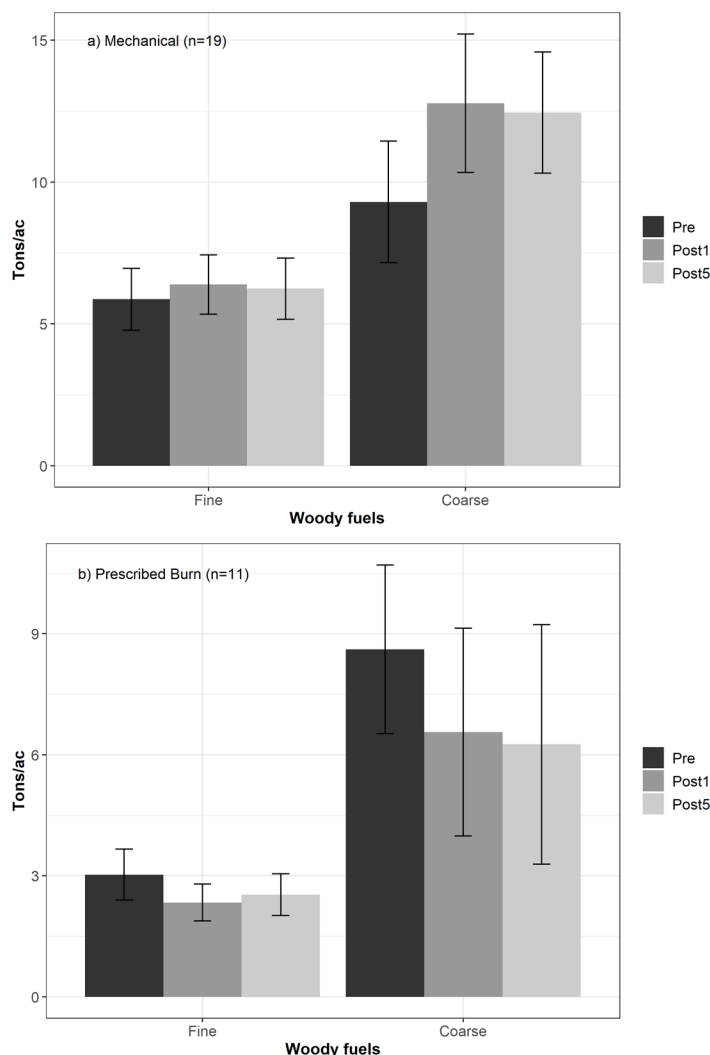 a) Mechanical (n=19)
15
10
5
0
Tons/ac
Fine
Coarse
Woody fuels
Pre
Post1
Post5
b) Prescribed Burn (n=11)
9
6
3
0
Tons/ac
Fine
Coarse
Woody fuels
Pre
Post1
Post5